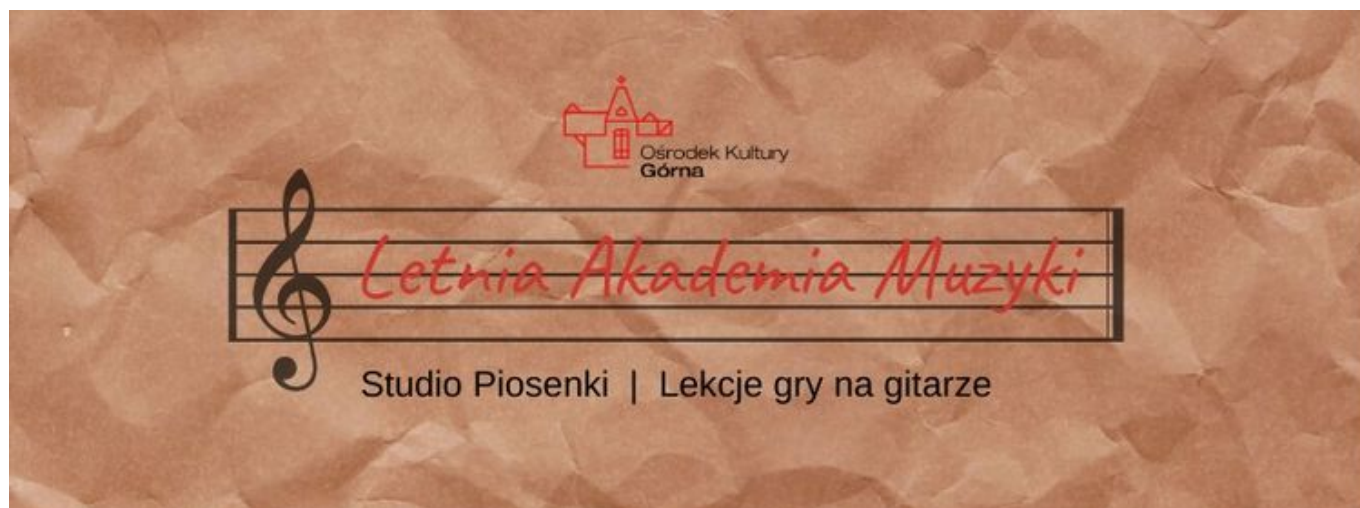 Ośrodek Kultury
Górna
Letnia Akademia Muzyki
Studio Piosenki | Lekcje gry na gitarze